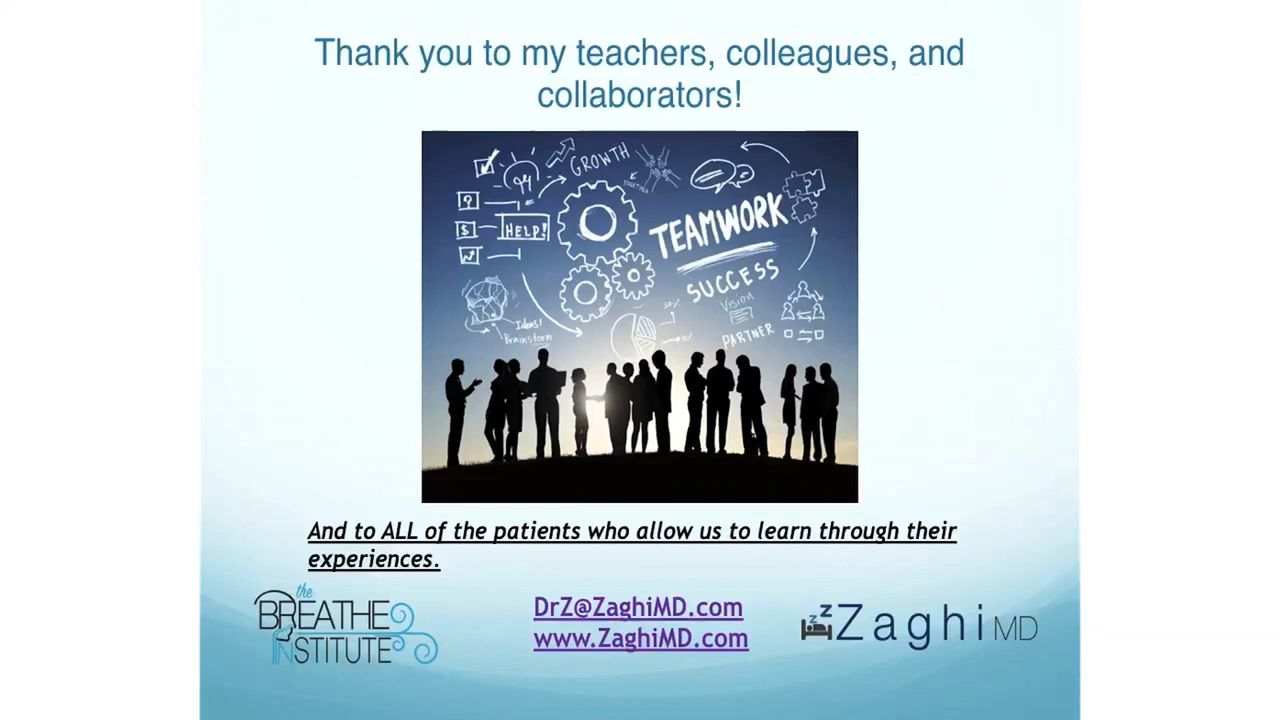 Thank you to my teachers, colleagues, and
collaborators!
GROWTH
TOGETHER
HELP!
TEAMWORK
SUCCESS
Ideas!
Brainstorm
Vision
PARTNER
And to ALL of the patients who allow us to learn through their
experiences.
the
BREATHE
INSTITUTE
DrZ@ZaghiMD.com
www.ZaghiMD.com
zzZaghiMD